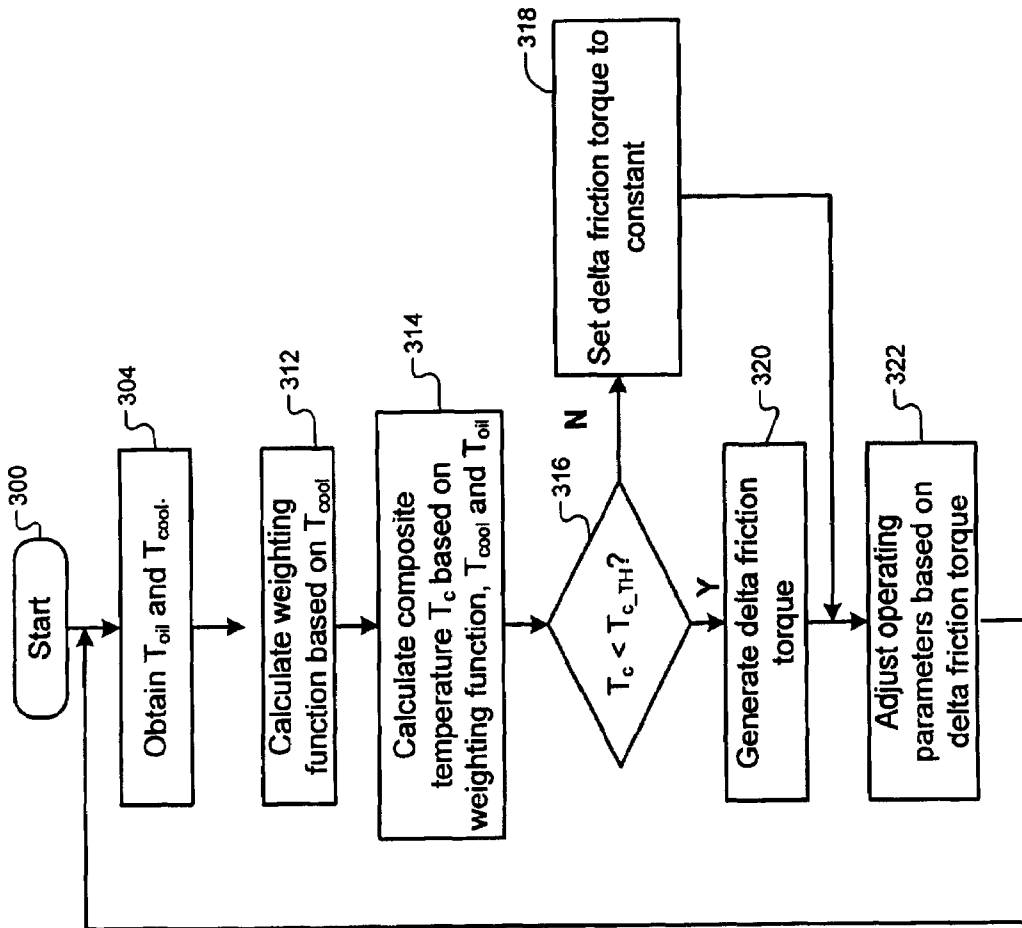 Start
300
Obtain T_oil and T_cool.
304
Calculate weighting
function based on T_cool
312
Calculate composite
temperature T_c based on
weighting function, T_cool and T_oil
314
T_c < T_c_TH?
316
N
Y
Set delta friction torque to
constant
318
Generate delta friction
torque
320
Adjust operating
parameters based on
delta friction torque
322